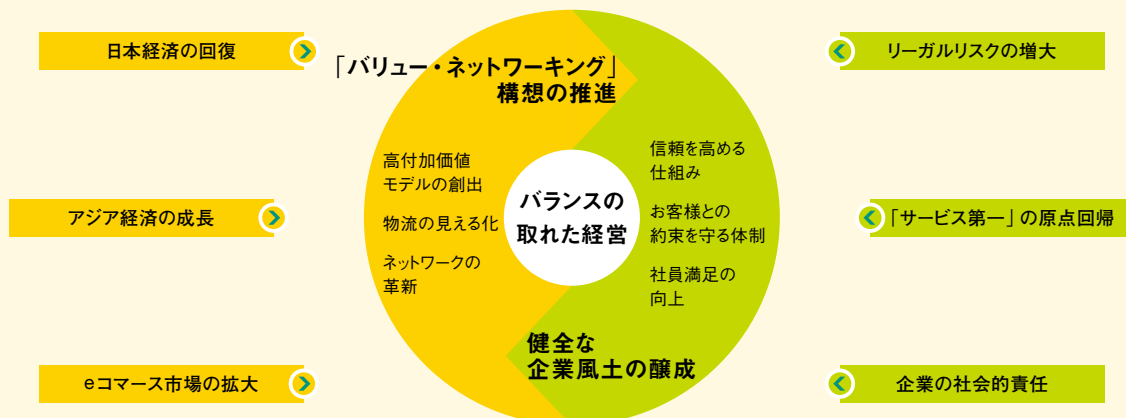 日本経済の回復
アジア経済の成長
eコマース市場の拡大
「バリュー・ネットワーキング」
構想の推進
高付加価値
モデルの創出
物流の見える化
ネットワークの
革新
バランスの
取れた経営
信頼を高める
仕組み
お客様との
約束を守る体制
社員満足の
向上
健全な
企業風土の醸成
リーガルリスクの増大
「サービス第一」の原点回帰
企業の社会的責任